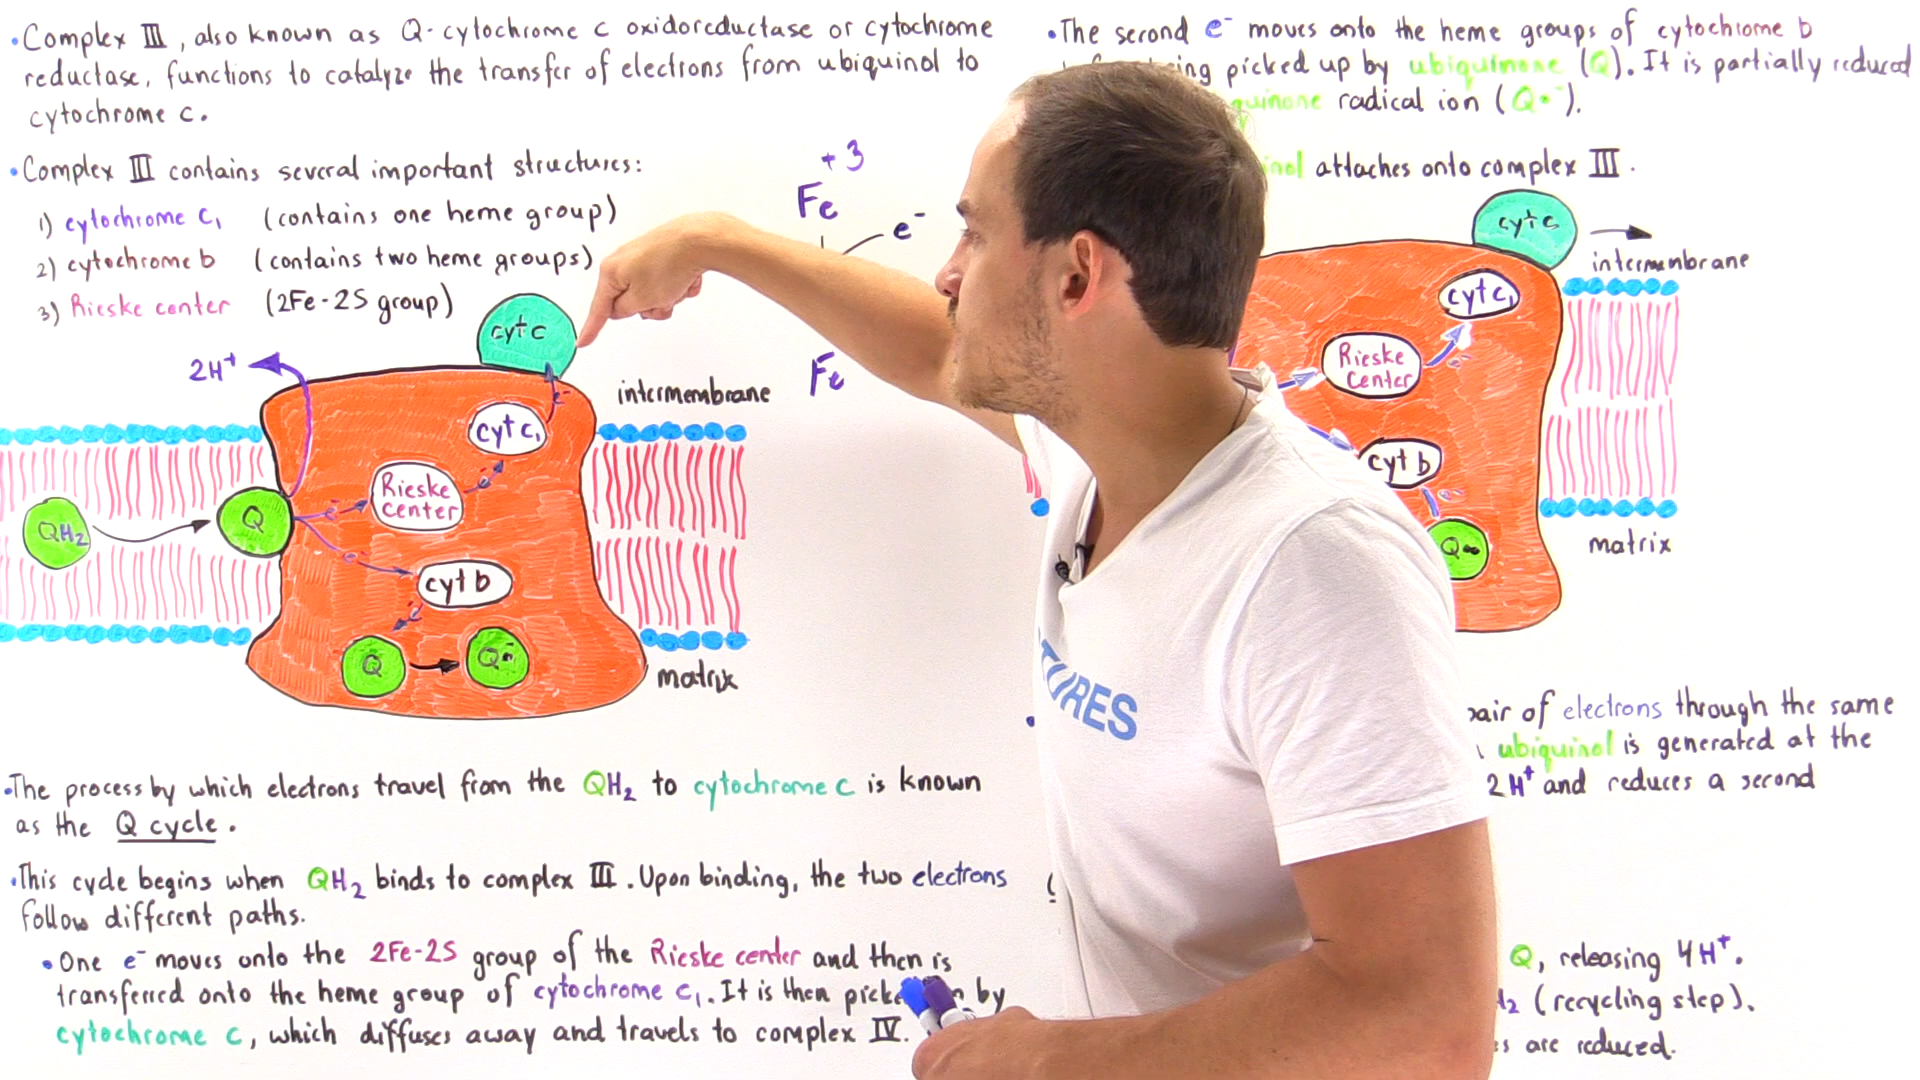 •Complex III, also known as Q-cytochrome c oxidoreductase or cytochrome
reductase, functions to catalyze the transfer of electrons from ubiquinol to
cytochrome c.
•Complex III contains several important structures:
1) cytochrome c1 (contains one heme group)
2) cytochrome b (contains two heme groups)
3) Rieske center (2Fe-2S group)
2H+
cyt c
intermembrane
cyt c1
Rieske
center
QH2
Q
e-
e-
e-
e-
cyt b
e-
Q
Q•-
matrix
•The process by which electrons travel from the QH2 to cytochrome c is known
as the Q cycle.
•This cycle begins when QH2 binds to complex III. Upon binding, the two electrons
follow different paths.
•One e- moves onto the 2Fe-2S group of the Rieske center and then is
transferred onto the heme group of cytochrome c1. It is then by
cytochrome c, which diffuses away and travels to complex IV.
+3
Fe
e-
Fe
•The second e- moves onto the heme groups of cytochrome b
picked up by ubiquinone (Q). It is partially reduced
radical ion (Q•-).
attaches onto complex III.
cyt c
intermembrane
cyt c1
Rieske
Center
e-
cyt b
e-
Q
matrix
TURES
of electrons through the same
ubiquinol is generated at the
2H+ and reduces a second
Q, releasing 4H+.
(recycling step).
are reduced.